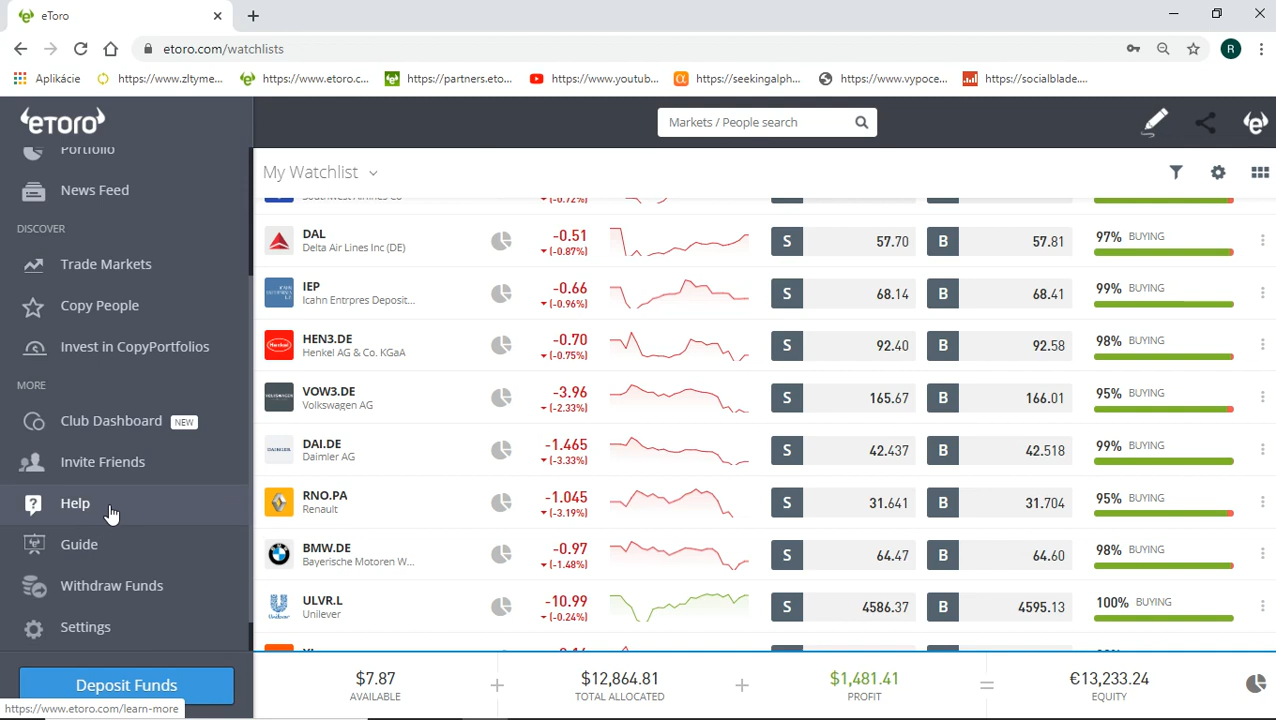 eToro
etoro.com/watchlists
R
Aplikácie
https://www.zltyme...
https://www.etoro.c...
https://partners.eto...
https://www.youtub...
https://seekingalph...
https://www.vypoce...
https://socialblade....
eToro
Markets / People search
Portfolio
News Feed
DISCOVER
Trade Markets
Copy People
Invest in CopyPortfolios
MORE
Club Dashboard NEW
Invite Friends
Help
Guide
Withdraw Funds
Settings
Deposit Funds
https://www.etoro.com/learn-more
My Watchlist
Southwest Airlines Co (-0.72%)
DAL
Delta Air Lines Inc (DE)
-0.51
(-0.87%)
S 57.70 B 57.81
97% BUYING
IEP
Icahn Entrpres Deposit...
-0.66
(-0.96%)
S 68.14 B 68.41
99% BUYING
HEN3.DE
Henkel AG & Co. KGaA
-0.70
(-0.75%)
S 92.40 B 92.58
98% BUYING
VOW3.DE
Volkswagen AG
-3.96
(-2.33%)
S 165.67 B 166.01
95% BUYING
DAI.DE
Daimler AG
-1.465
(-3.33%)
S 42.437 B 42.518
99% BUYING
RNO.PA
Renault
-1.045
(-3.19%)
S 31.641 B 31.704
95% BUYING
BMW.DE
Bayerische Motoren W...
-0.97
(-1.48%)
S 64.47 B 64.60
98% BUYING
ULVR.L
Unilever
-10.99
(-0.24%)
S 4586.37 B 4595.13
100% BUYING
$7.87
AVAILABLE
+
$12,864.81
TOTAL ALLOCATED
+
$1,481.41
PROFIT
=
€13,233.24
EQUITY